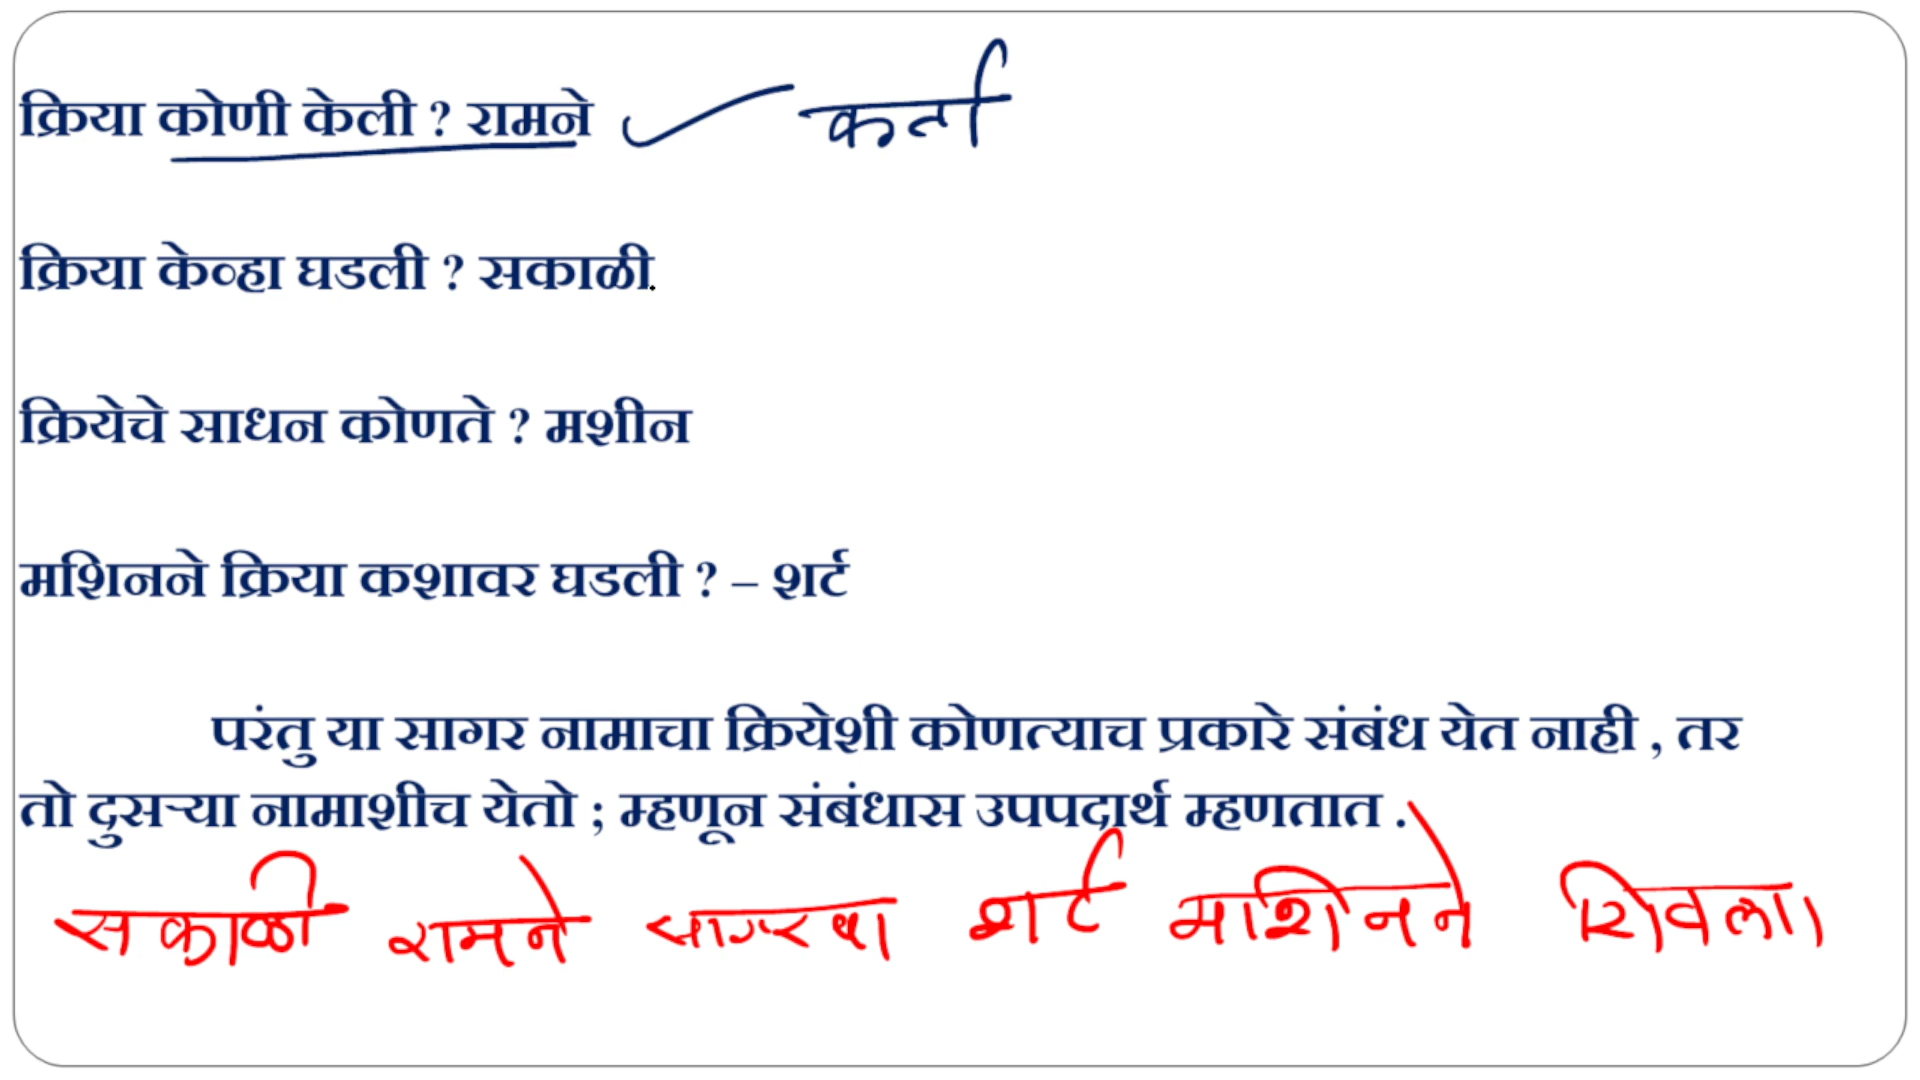 क्रिया कोणी केली ? रामने कर्ता
क्रिया केव्हा घडली ? सकाळी.
क्रियेचे साधन कोणते ? मशीन
मशिनने क्रिया कशावर घडली ? – शर्ट
परंतु या सागर नामाचा क्रियेशी कोणत्याच प्रकारे संबंध येत नाही , तर
तो दुसऱ्या नामाशीच येतो ; म्हणून संबंधास उपपदार्थ म्हणतात .
सकाळी रामने सागरचा शर्ट मशिनने शिवला।